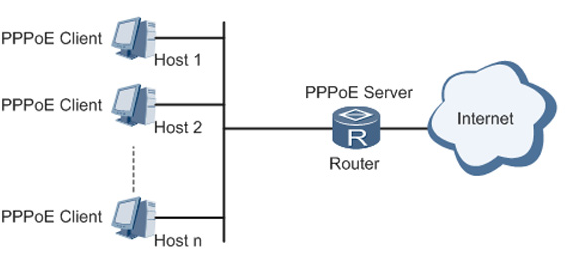 PPPoE Client
Host 1
PPPoE Client
Host 2
PPPoE Server
R
Router
Internet
PPPoE Client
Host n